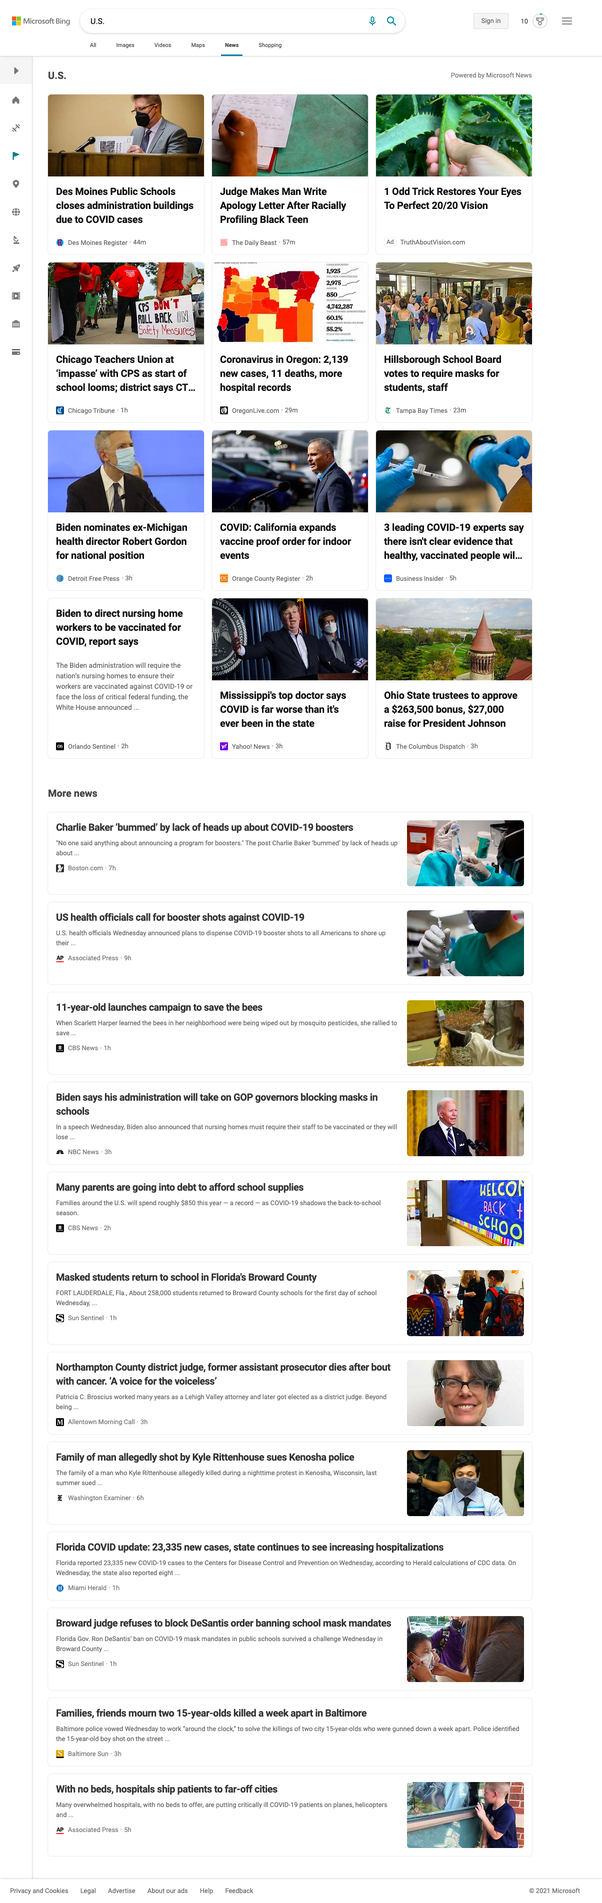 Microsoft Bing
U.S.
Sign in
10
All Images Videos Maps News Shopping
U.S.
Powered by Microsoft News
Des Moines Public Schools
closes administration buildings
due to COVID cases
Des Moines Register · 44m
Judge Makes Man Write
Apology Letter After Racially
Profiling Black Teen
The Daily Beast · 57m
1 Odd Trick Restores Your Eyes
To Perfect 20/20 Vision
Ad TruthAboutVision.com
CPS DON'T
ROLL BACK
Safety Measures
Chicago Teachers Union at
‘impasse’ with CPS as start of
school looms; district says CT...
Chicago Tribune · 1h
1,925
2,975
850
4,742,287
60.1%
55.2%
Coronavirus in Oregon: 2,139
new cases, 11 deaths, more
hospital records
OregonLive.com · 29m
Hillsborough School Board
votes to require masks for
students, staff
Tampa Bay Times · 23m
Biden nominates ex-Michigan
health director Robert Gordon
for national position
Detroit Free Press · 3h
COVID: California expands
vaccine proof order for indoor
events
Orange County Register · 2h
3 leading COVID-19 experts say
there isn't clear evidence that
healthy, vaccinated people wil...
Business Insider · 5h
Biden to direct nursing home
workers to be vaccinated for
COVID, report says
The Biden administration will require the
nation's nursing homes to ensure their
workers are vaccinated against COVID-19 or
face the loss of critical federal funding, the
White House announced ...
Orlando Sentinel · 2h
Mississippi's top doctor says
COVID is far worse than it's
ever been in the state
Yahoo! News · 3h
Ohio State trustees to approve
a $263,500 bonus, $27,000
raise for President Johnson
The Columbus Dispatch · 3h
More news
Charlie Baker ‘bummed’ by lack of heads up about COVID-19 boosters
“No one said anything about announcing a program for boosters.” The post Charlie Baker ‘bummed’ by lack of heads up
about ...
Boston.com · 7h
US health officials call for booster shots against COVID-19
U.S. health officials Wednesday announced plans to dispense COVID-19 booster shots to all Americans to shore up
their ...
AP Associated Press · 9h
11-year-old launches campaign to save the bees
When Scarlett Harper learned the bees in her neighborhood were being wiped out by mosquito pesticides, she rallied to
save ...
CBS News · 1h
Biden says his administration will take on GOP governors blocking masks in
schools
In a speech Wednesday, Biden also announced that nursing homes must require their staff to be vaccinated or they will
lose ...
NBC News · 3h
Many parents are going into debt to afford school supplies
Families around the U.S. will spend roughly $850 this year — a record — as COVID-19 shadows the back-to-school
season.
CBS News · 2h
WELCOM
BACK
SCHOO
Masked students return to school in Florida's Broward County
FORT LAUDERDALE, Fla., About 258,000 students returned to Broward County schools for the first day of school
Wednesday, ...
Sun Sentinel · 1h
Northampton County district judge, former assistant prosecutor dies after bout
with cancer. ‘A voice for the voiceless’
Patricia C. Broscius worked many years as a Lehigh Valley attorney and later got elected as a district judge. Beyond
being ...
Allentown Morning Call · 3h
Family of man allegedly shot by Kyle Rittenhouse sues Kenosha police
The family of a man who Kyle Rittenhouse allegedly killed during a nighttime protest in Kenosha, Wisconsin, last
summer sued ...
Washington Examiner · 6h
Florida COVID update: 23,335 new cases, state continues to see increasing hospitalizations
Florida reported 23,335 new COVID-19 cases to the Centers for Disease Control and Prevention on Wednesday, according to Herald calculations of CDC data. On
Wednesday, the state also reported eight ...
Miami Herald · 1h
Broward judge refuses to block DeSantis order banning school mask mandates
Florida Gov. Ron DeSantis' ban on COVID-19 mask mandates in public schools survived a challenge Wednesday in
Broward County ...
Sun Sentinel · 1h
Families, friends mourn two 15-year-olds killed a week apart in Baltimore
Baltimore police vowed Wednesday to work “around the clock,” to solve the killings of two city 15-year-olds who were gunned down a week apart. Police identified
the 15-year-old boy shot on the street ...
Baltimore Sun · 3h
With no beds, hospitals ship patients to far-off cities
Many overwhelmed hospitals, with no beds to offer, are putting critically ill COVID-19 patients on planes, helicopters
and ...
AP Associated Press · 5h
Privacy and Cookies Legal Advertise About our ads Help Feedback
© 2021 Microsoft